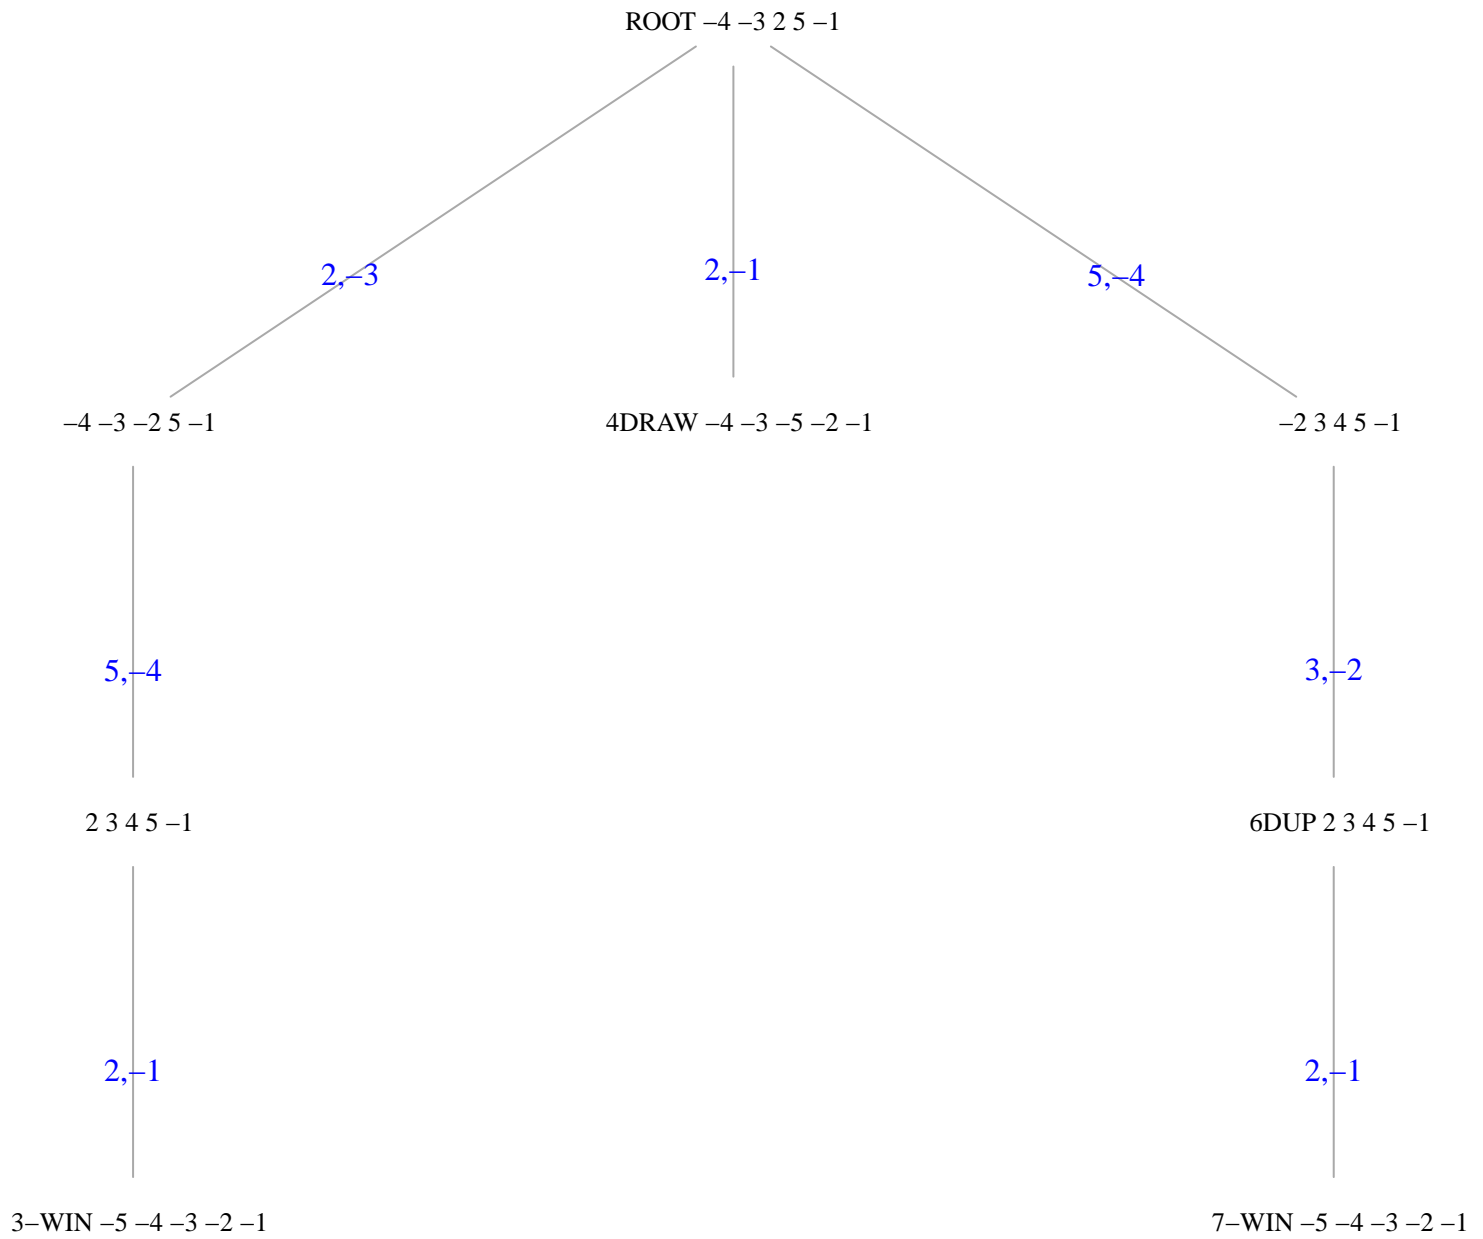 ROOT –4 –3 2 5 –1
2,–3
2,–1
5,–4
–4 –3 –2 5 –1
4DRAW –4 –3 –5 –2 –1
–2 3 4 5 –1
5,–4
3,–2
2 3 4 5 –1
6DUP 2 3 4 5 –1
2,–1
2,–1
3–WIN –5 –4 –3 –2 –1
7–WIN –5 –4 –3 –2 –1